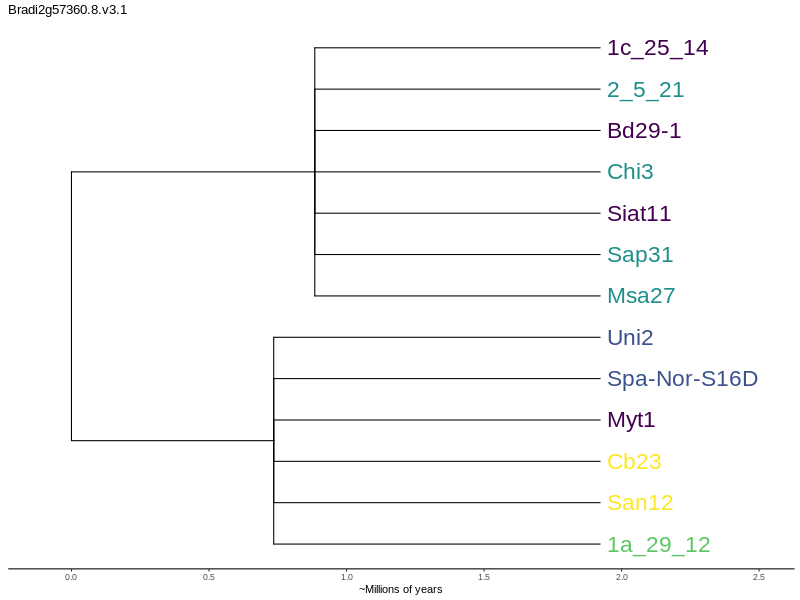 Bradi2g57360.8.v3.1
1c_25_14
2_5_21
Bd29-1
Chi3
Siat11
Sap31
Msa27
Uni2
Spa-Nor-S16D
Myt1
Cb23
San12
1a_29_12
0.0 0.5 1.0 1.5 2.0 2.5
~Millions of years